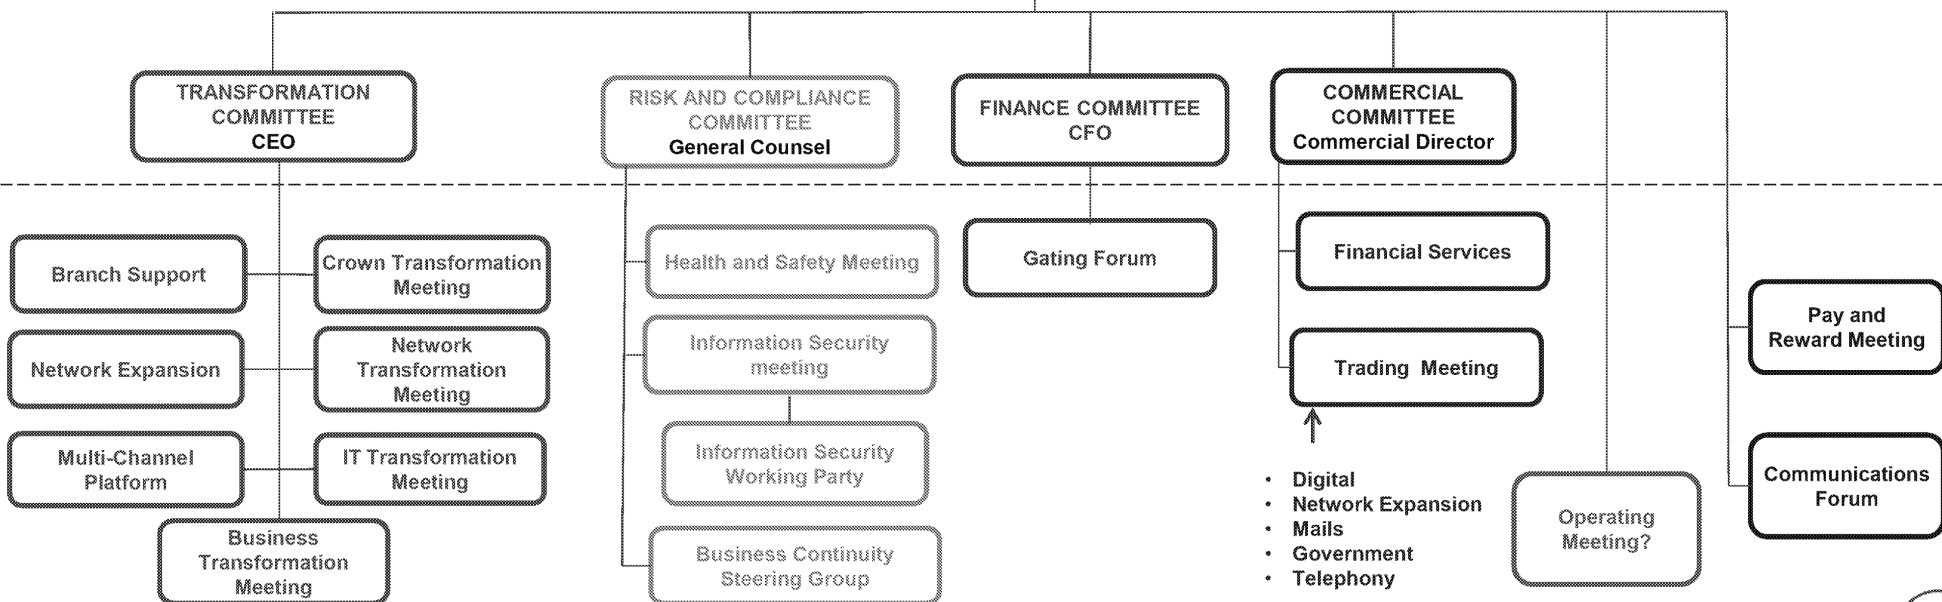 TRANSFORMATION
COMMITTEE
CEO
RISK AND COMPLIANCE
COMMITTEE
General Counsel
FINANCE COMMITTEE
CFO
COMMERCIAL
COMMITTEE
Commercial Director
Branch Support
Crown Transformation
Meeting
Network Expansion
Network
Transformation
Meeting
Multi-Channel
Platform
IT Transformation
Meeting
Business
Transformation
Meeting
Health and Safety Meeting
Information Security
meeting
Information Security
Working Party
Business Continuity
Steering Group
Gating Forum
Financial Services
Trading Meeting
• Digital
• Network Expansion
• Mails
• Government
• Telephony
Operating
Meeting?
Pay and
Reward Meeting
Communications
Forum